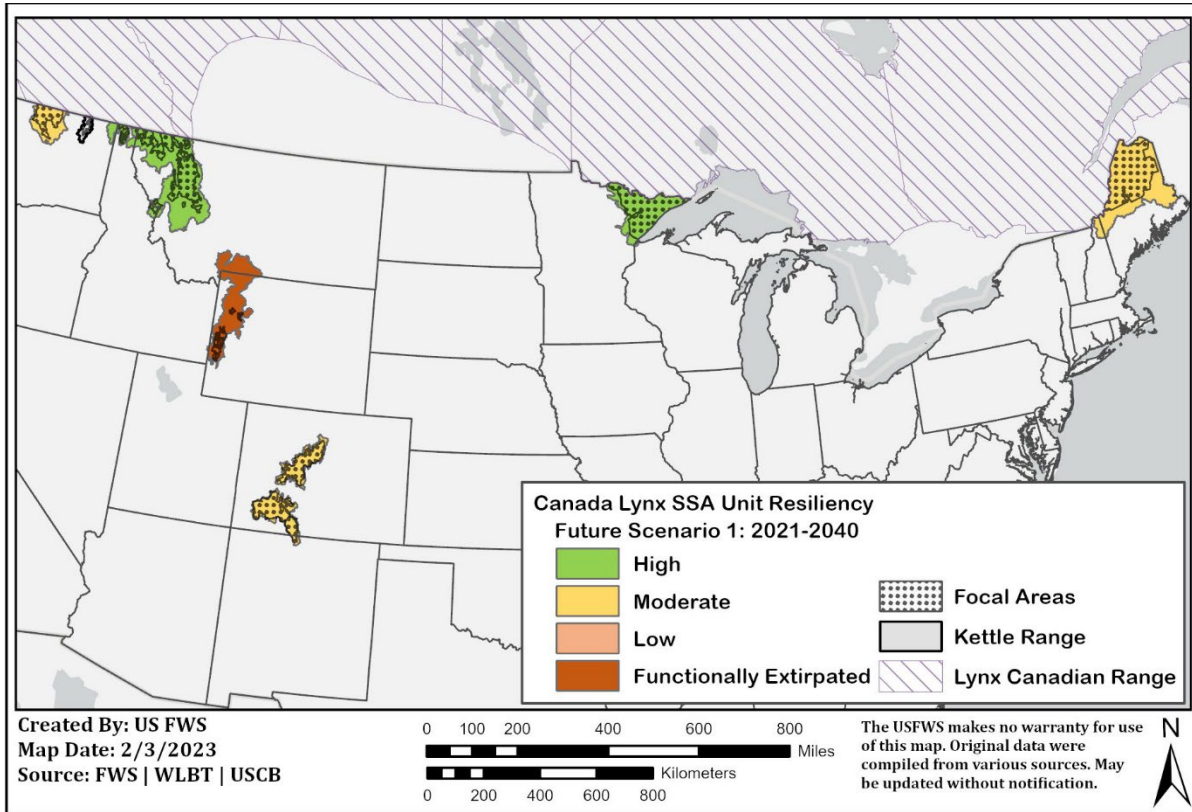 Canada Lynx SSA Unit Resiliency
Future Scenario 1: 2021-2040
High
Moderate
Low
Functionally Extirpated
Focal Areas
Kettle Range
Lynx Canadian Range
Created By: US FWS
Map Date: 2/3/2023
Source: FWS | WLBT | USCB
0 100 200 400 600 800
Miles
Kilometers
0 200 400 600 800
The USFWS makes no warranty for use
of this map. Original data were
compiled from various sources. May
be updated without notification.
N